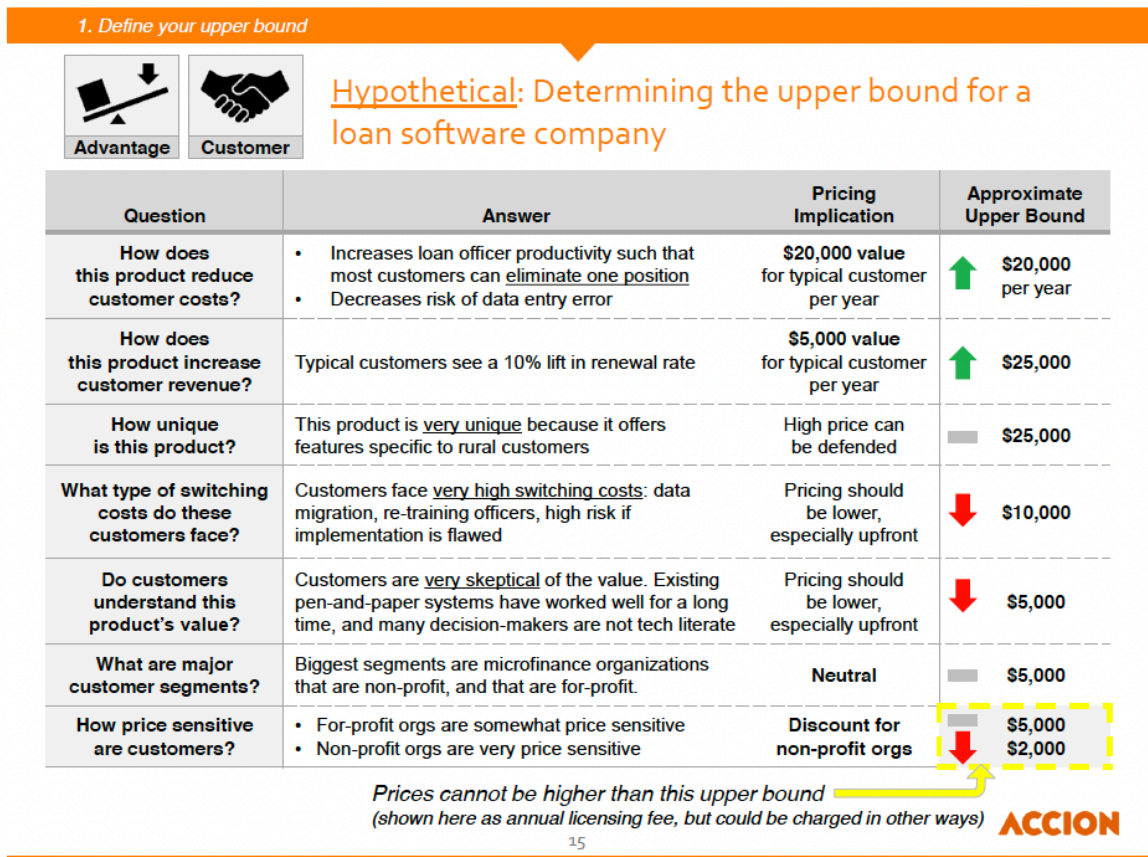 1. Define your upper bound
Advantage
Customer
Hypothetical: Determining the upper bound for a
loan software company
Question
Answer
Pricing
Implication
Approximate
Upper Bound
How does
this product reduce
customer costs?
• Increases loan officer productivity such that
most customers can eliminate one position
• Decreases risk of data entry error
$20,000 value
for typical customer
per year
$20,000
per year
How does
this product increase
customer revenue?
Typical customers see a 10% lift in renewal rate
$5,000 value
for typical customer
per year
$25,000
How unique
is this product?
This product is very unique because it offers
features specific to rural customers
High price can
be defended
$25,000
What type of switching
costs do these
customers face?
Customers face very high switching costs: data
migration, re-training officers, high risk if
implementation is flawed
Pricing should
be lower,
especially upfront
$10,000
Do customers
understand this
product's value?
Customers are very skeptical of the value. Existing
pen-and-paper systems have worked well for a long
time, and many decision-makers are not tech literate
Pricing should
be lower,
especially upfront
$5,000
What are major
customer segments?
Biggest segments are microfinance organizations
that are non-profit, and that are for-profit.
Neutral
$5,000
How price sensitive
are customers?
• For-profit orgs are somewhat price sensitive
• Non-profit orgs are very price sensitive
Discount for
non-profit orgs
$5,000
$2,000
Prices cannot be higher than this upper bound
(shown here as annual licensing fee, but could be charged in other ways)
ACCION
15